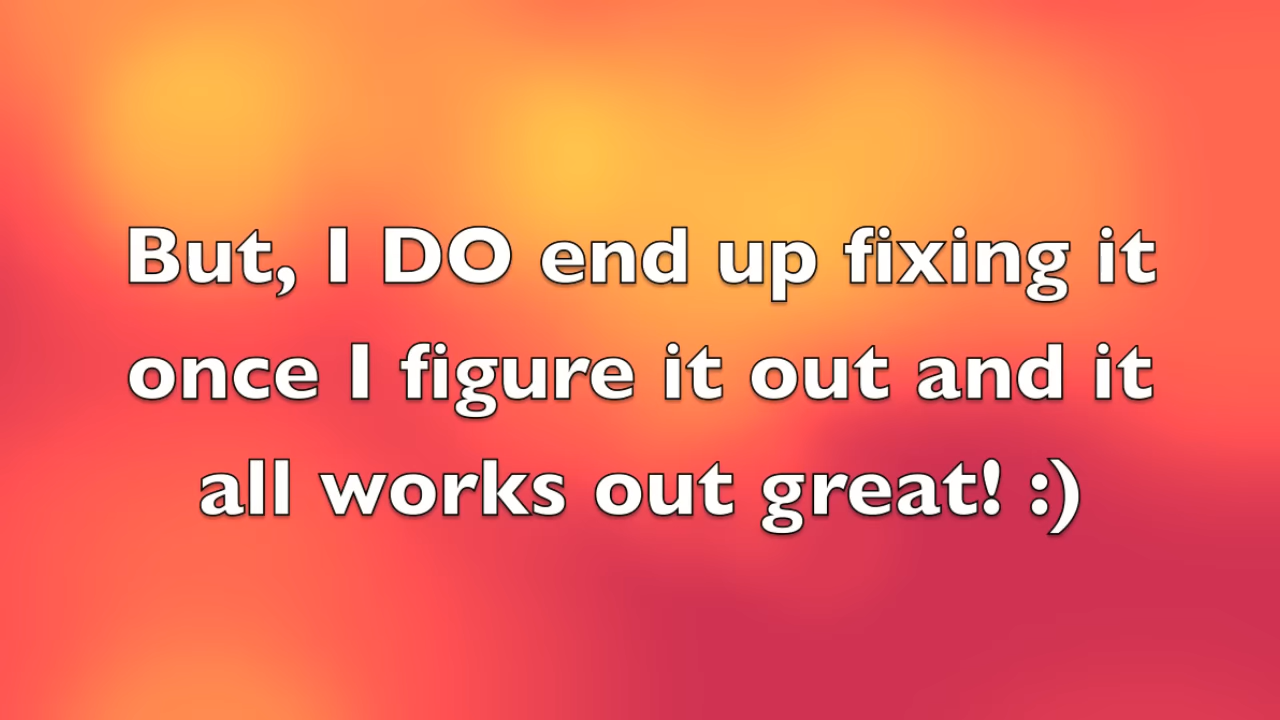 But, I DO end up fixing it
once I figure it out and it
all works out great! :)